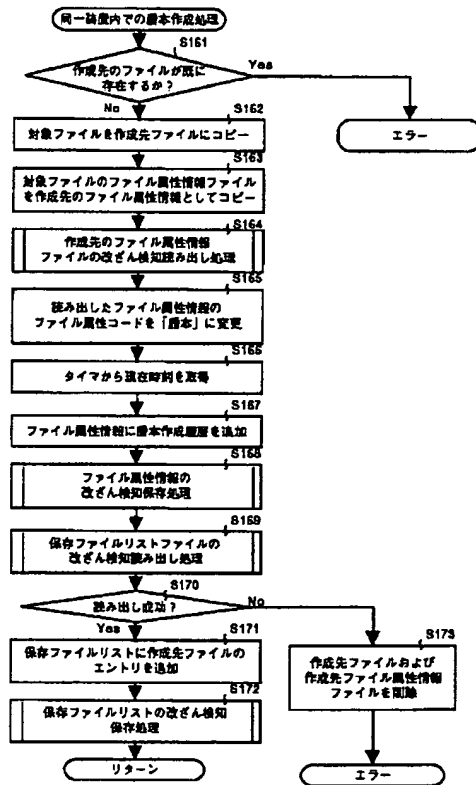 同一筐体内での謄本作成処理
S161
作成先のファイルが既に
存在するか？
Yes
No
エラー
S162
対象ファイルを作成先ファイルにコピー
S163
対象ファイルのファイル属性情報ファイル
を作成先のファイル属性情報としてコピー
S164
作成先のファイル属性情報
ファイルの改ざん検知読み出し処理
S165
読み出したファイル属性情報の
ファイル属性コードを「謄本」に変更
S166
タイマから現在時刻を取得
S167
ファイル属性情報に謄本作成履歴を追加
S168
ファイル属性情報の
改ざん検知保存処理
S169
保存ファイルリストファイルの
改ざん検知読み出し処理
S170
読み出し成功？
No
Yes
S171
保存ファイルリストに作成先ファイルの
エントリを追加
S173
作成先ファイルおよび
作成先ファイル属性情報
ファイルを削除
S172
保存ファイルリストの改ざん検知
保存処理
リターン
エラー